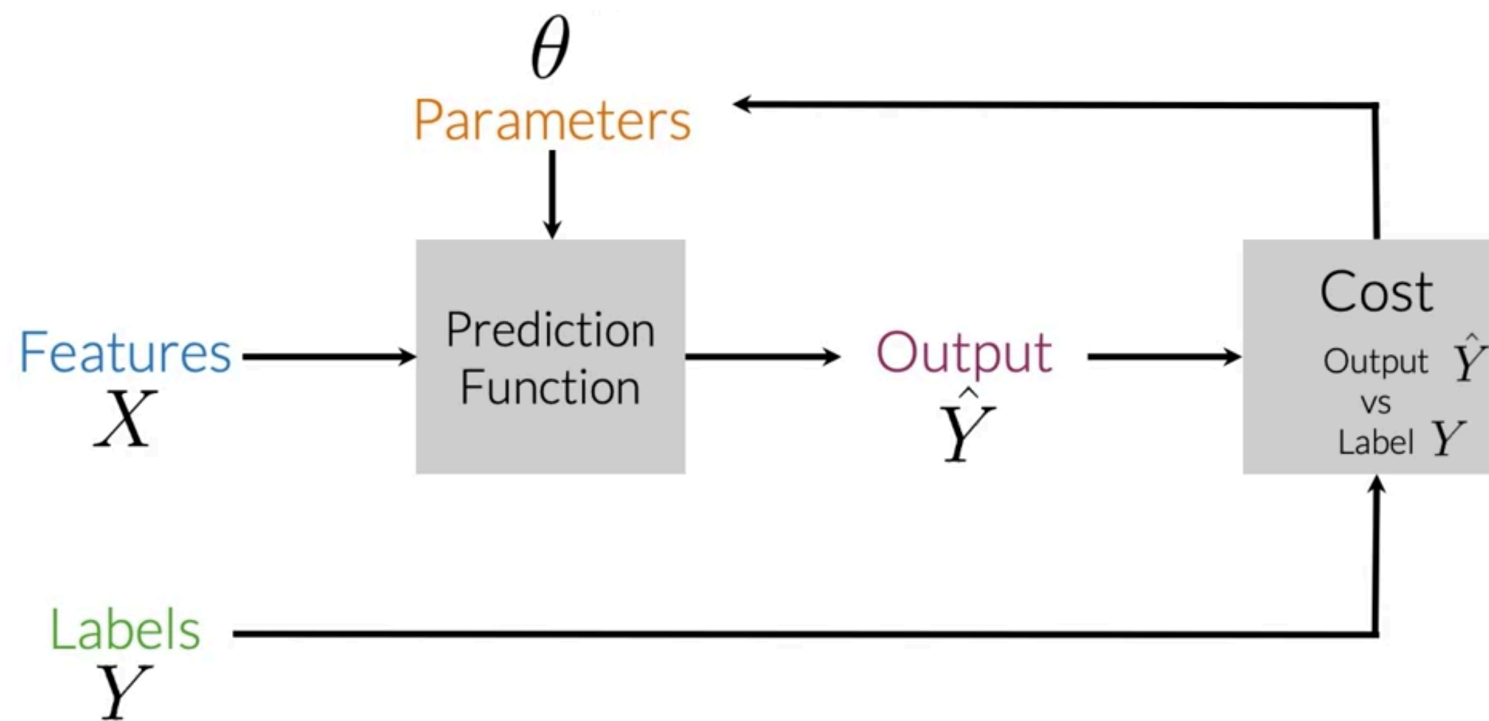 θ
Parameters
Features
X
Prediction
Function
Output
Ŷ
Cost
Output Ŷ
vs
Label Y
Labels
Y